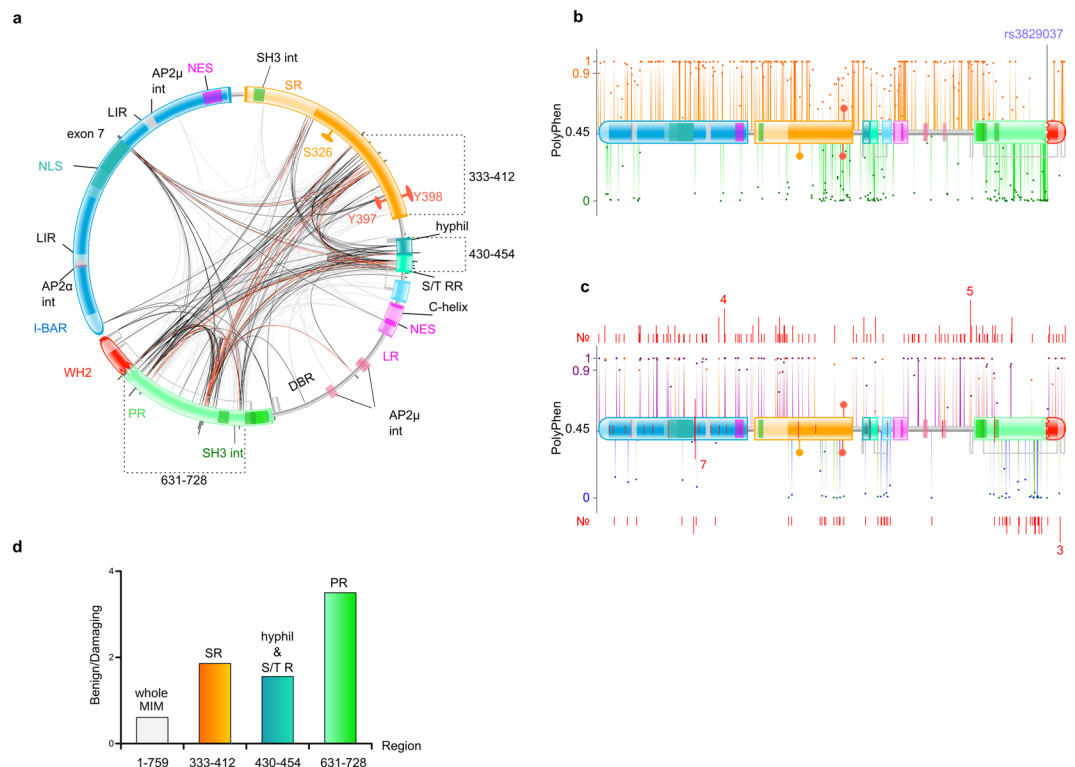 a
SH3 int
NES
SR
AP2µ
int
LIR
exon 7
NLS
S326
333-412
Y398
Y397
hyphil
430-454
LIR
S/T RR
AP2α
int
C-helix
I-BAR
NES
WH2
LR
DBR
PR
AP2µ
int
SH3 int
631-728
b
rs3829037
1
0.9
0.45
0
PolyPhen
c
5
4
№
1
0.9
0.45
0
PolyPhen
7
№
3
d
4
2
0
Benign/Damaging
PR
SR
hyphil
&
S/T R
whole
MIM
Region
1-759 333-412 430-454 631-728